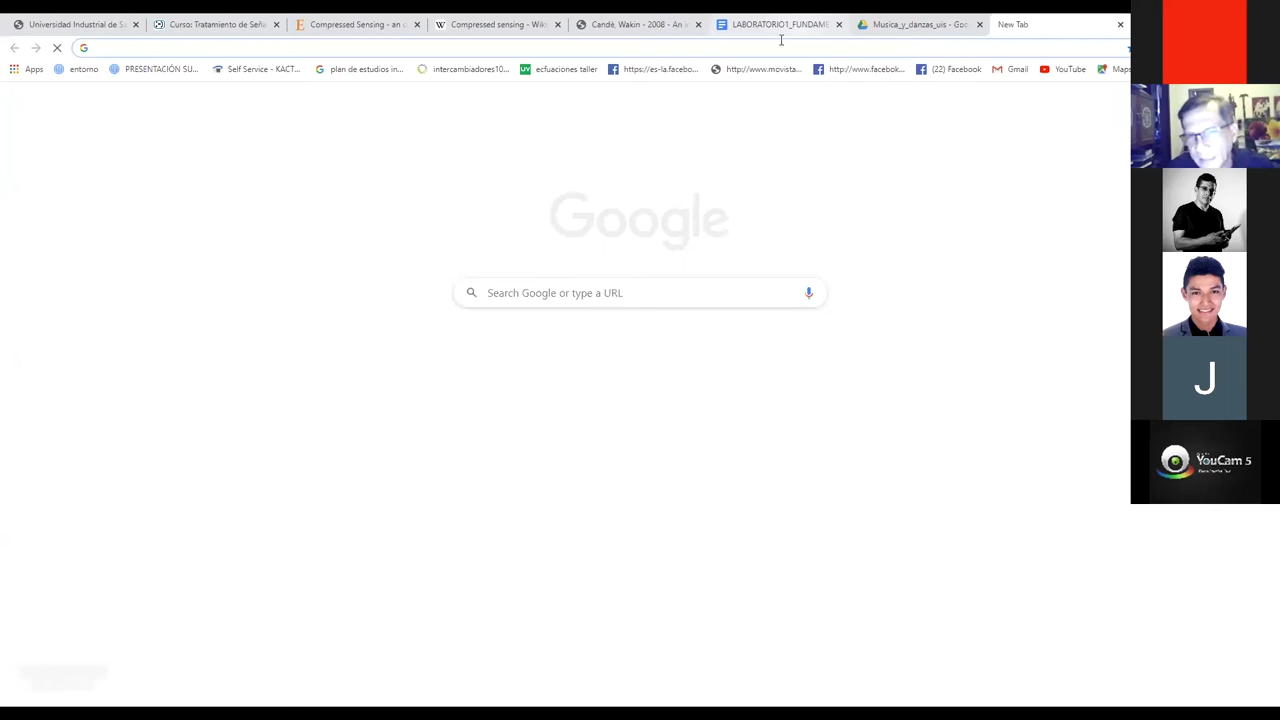 Universidad Industrial de Sa
Curso: Tratamiento de Seña
Compressed Sensing - an o
Compressed sensing - Wik
Candè, Wakin - 2008 - An i
LABORATORIO1_FUNDAME
Musica_y_danzas_uis - Goo
New Tab
Apps
entorno
PRESENTACIÓN SU...
Self Service - KACT...
plan de estudios in...
intercambiadores10...
ecfuaciones taller
https://es-la.facebo...
http://www.movista...
http://www.facebok...
(22) Facebook
Gmail
YouTube
Maps
Google
Search Google or type a URL
J
YouCam 5